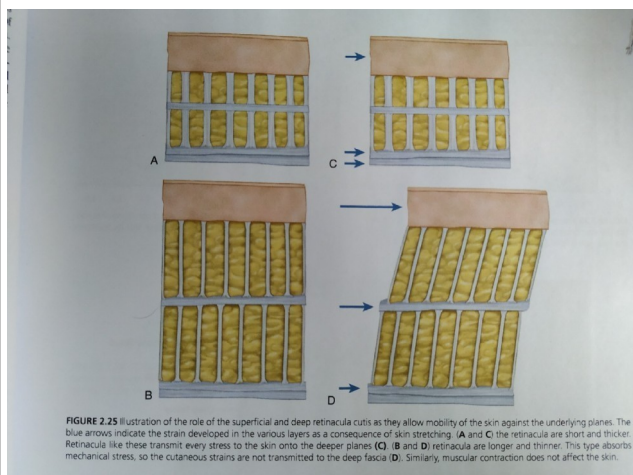 A
C
B
D
FIGURE 2.25 Illustration of the role of the superficial and deep retinacula cutis as they allow mobility of the skin against the underlying planes. The
blue arrows indicate the strain developed in the various layers as a consequence of skin stretching. (A and C) the retinacula are short and thicker.
Retinacula like these transmit every stress to the skin onto the deeper planes (C). (B and D) retinacula are longer and thinner. This type absorbs
mechanical stress, so the cutaneous strains are not transmitted to the deep fascia (D). Similarly, muscular contraction does not affect the skin.